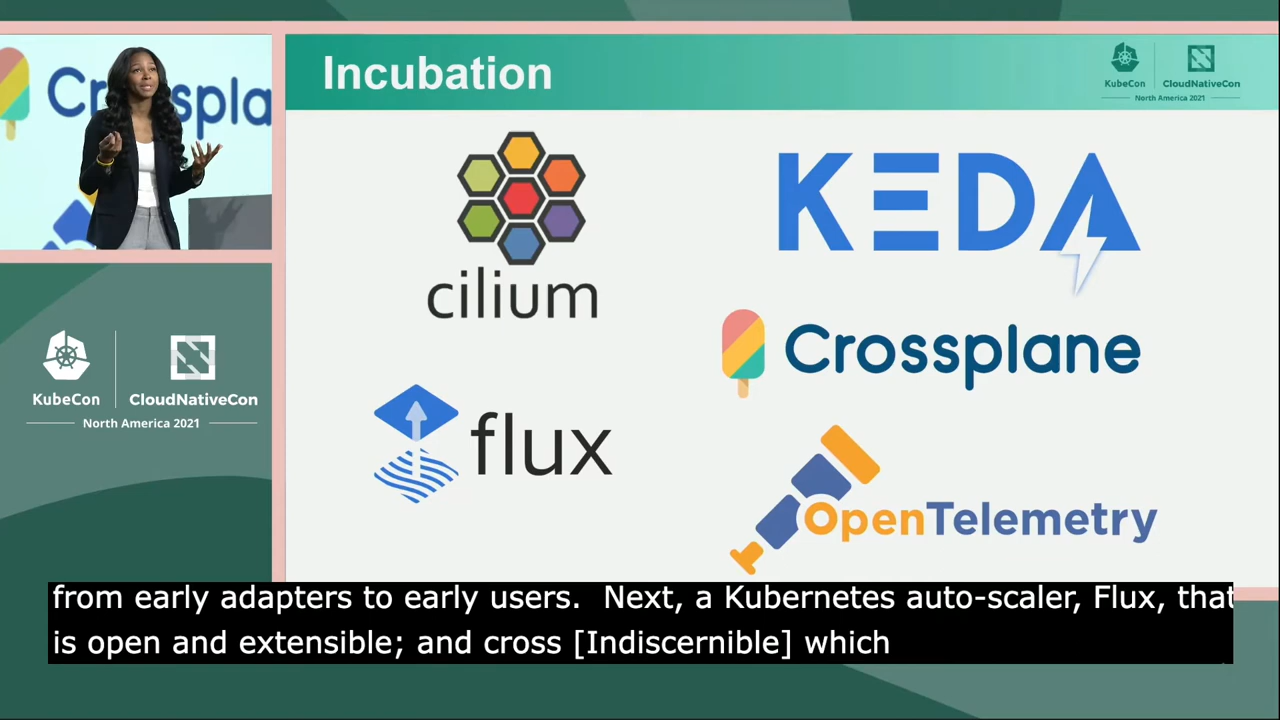 Crosspla
Incubation
KubeCon
CloudNativeCon
North America 2021
cilium
KEDA
Crossplane
flux
OpenTelemetry
KubeCon
CloudNativeCon
North America 2021
from early adapters to early users.  Next, a Kubernetes auto-scaler, Flux, that
is open and extensible; and cross [Indiscernible] which